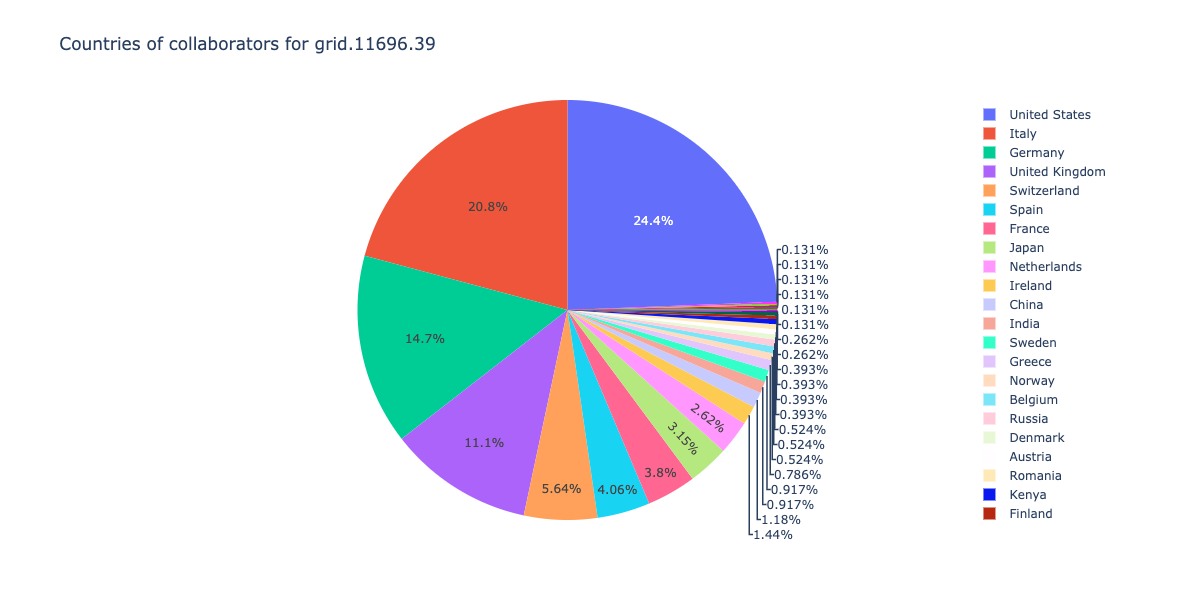 Countries of collaborators for grid.11696.39
24.4%
20.8%
14.7%
11.1%
5.64%
4.06%
3.8%
3.15%
2.62%
0.131%
0.131%
0.131%
0.131%
0.131%
0.131%
0.262%
0.262%
0.393%
0.393%
0.393%
0.393%
0.524%
0.524%
0.524%
0.786%
0.917%
0.917%
1.18%
1.44%
United States
Italy
Germany
United Kingdom
Switzerland
Spain
France
Japan
Netherlands
Ireland
China
India
Sweden
Greece
Norway
Belgium
Russia
Denmark
Austria
Romania
Kenya
Finland